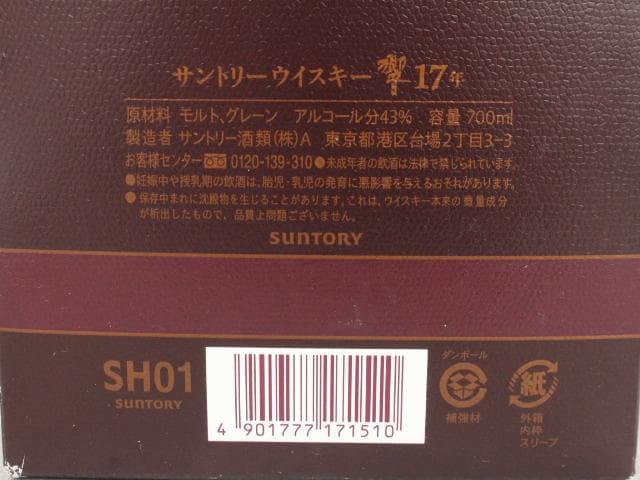 サントリーウイスキー 響 17年
原材料 モルト、グレーン アルコール分43% 容量 700ml
製造者 サントリー酒類(株)A 東京都港区台場2丁目3-3
お客様センター 0120-139-310 ●未成年者の飲酒は法律で禁じられています。
●妊娠中や授乳期の飲酒は、胎児・乳児の発育に悪影響を与えるおそれがあります。
●保存中まれに沈殿物を生じることがあります。これは、ウイスキー本来の微量成分
が析出したもので、品質上問題ございません。
SUNTORY
SH01
SUNTORY
4 901777 171510
ダンボール
補強材
紙
外箱
内枠
スリーブ